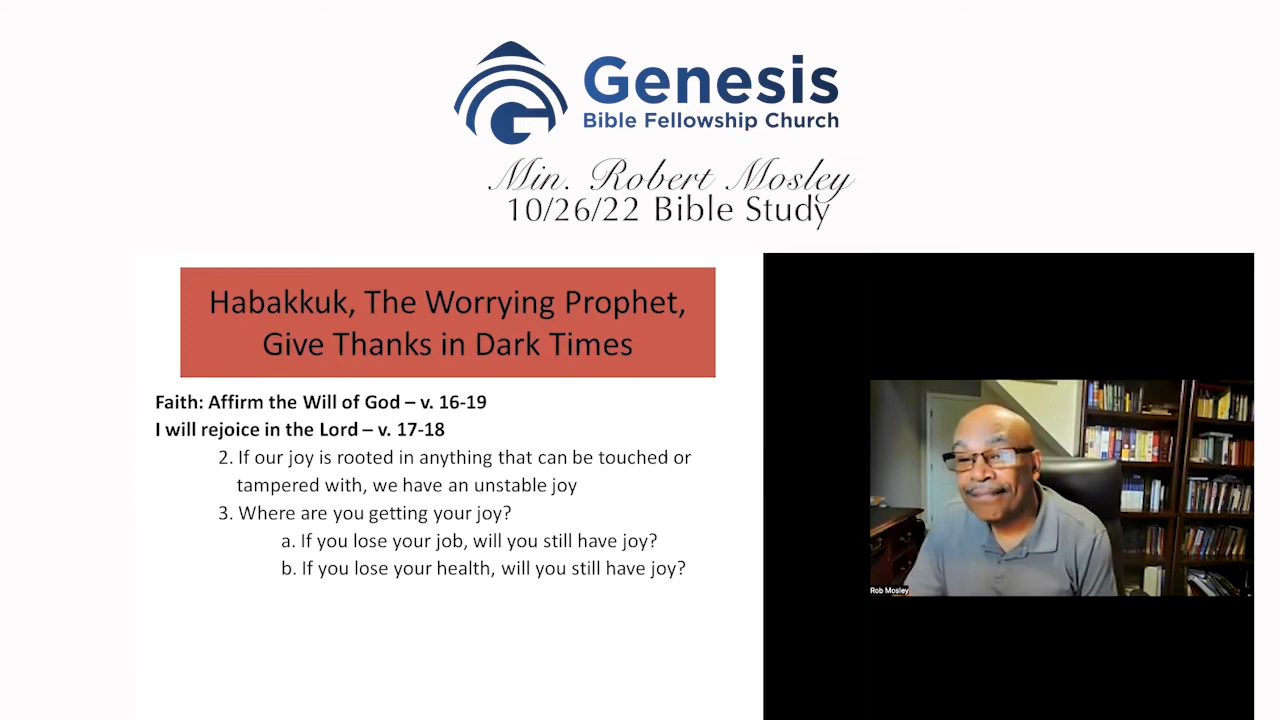 Genesis
Bible Fellowship Church
Min. Robert Mosley
10/26/22 Bible Study
Habakkuk, The Worrying Prophet,
Give Thanks in Dark Times
Faith: Affirm the Will of God – v. 16-19
I will rejoice in the Lord – v. 17-18
2. If our joy is rooted in anything that can be touched or
tampered with, we have an unstable joy
3. Where are you getting your joy?
a. If you lose your job, will you still have joy?
b. If you lose your health, will you still have joy?
Rob Mosley